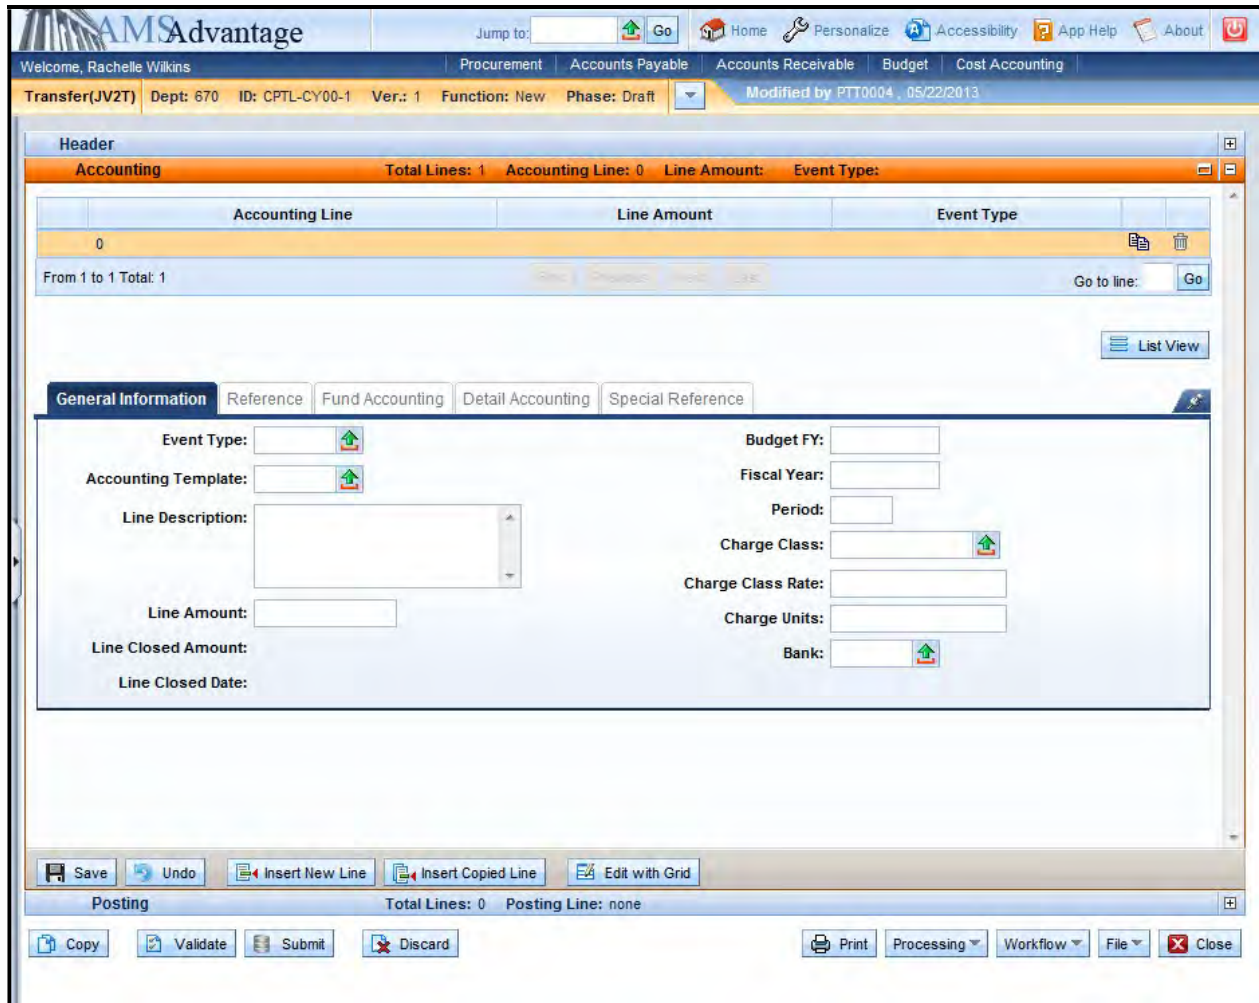 AMSAdvantage
Jump to: Go Home Personalize Accessibility App Help About
Welcome, Rachelle Wilkins Procurement Accounts Payable Accounts Receivable Budget Cost Accounting
Transfer(JV2T) Dept: 670 ID: CPTL-CY00-1 Ver.: 1 Function: New Phase: Draft Modified by PTT0004 , 05/22/2013
Header
Accounting Total Lines: 1 Accounting Line: 0 Line Amount: Event Type:
Accounting Line Line Amount Event Type
0
From 1 to 1 Total: 1 First Previous Next Last Go to line: Go
List View
General Information Reference Fund Accounting Detail Accounting Special Reference
Event Type: Budget FY:
Accounting Template: Fiscal Year:
Line Description: Period:
Charge Class:
Charge Class Rate:
Line Amount: Charge Units:
Line Closed Amount: Bank:
Line Closed Date:
Save Undo Insert New Line Insert Copied Line Edit with Grid
Posting Total Lines: 0 Posting Line: none
Copy Validate Submit Discard Print Processing Workflow File Close